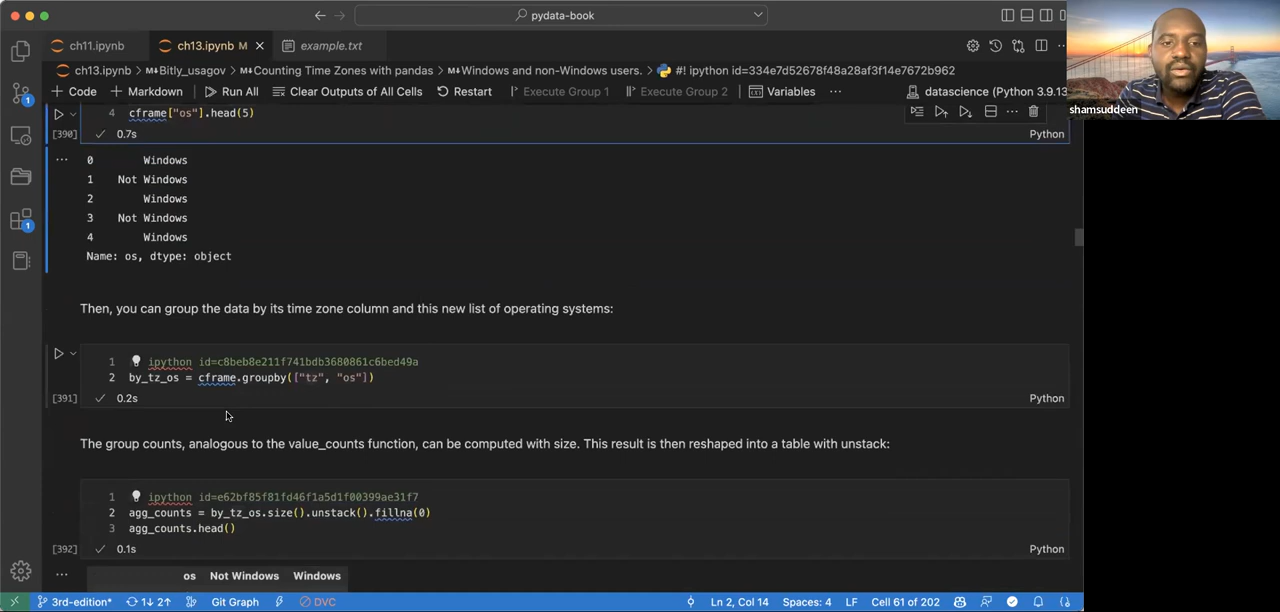 pydata-book
ch11.ipynb
ch13.ipynb M
example.txt
ch13.ipynb > M Bitly_usagov > M Counting Time Zones with pandas > M Windows and non-Windows users. > #! ipython id=334e7d52678f48a28af3f14e7672b962
+ Code + Markdown Run All Clear Outputs of All Cells Restart Execute Group 1 Execute Group 2 Variables ... datascience (Python 3.9.13
shamsuddeen
4 cframe["os"].head(5)
[390] 0.7s Python
0 Windows
1 Not Windows
2 Windows
3 Not Windows
4 Windows
Name: os, dtype: object
Then, you can group the data by its time zone column and this new list of operating systems:
1 ipython id=c8beb8e211f741bdb3680861c6bed49a
2 by_tz_os = cframe.groupby(["tz", "os"])
[391] 0.2s Python
The group counts, analogous to the value_counts function, can be computed with size. This result is then reshaped into a table with unstack:
1 ipython id=e62bf85f81fd46f1a5d1f00399ae31f7
2 agg_counts = by_tz_os.size().unstack().fillna(0)
3 agg_counts.head()
[392] 0.1s Python
os Not Windows Windows
3rd-edition* 1↓ 2↑ Git Graph DVC Ln 2, Col 14 Spaces: 4 LF Cell 61 of 202